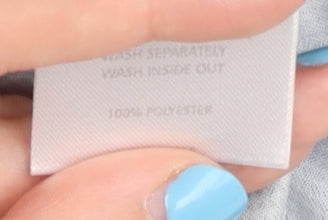 WASH SEPARATELY
WASH INSIDE OUT
100% POLYESTER